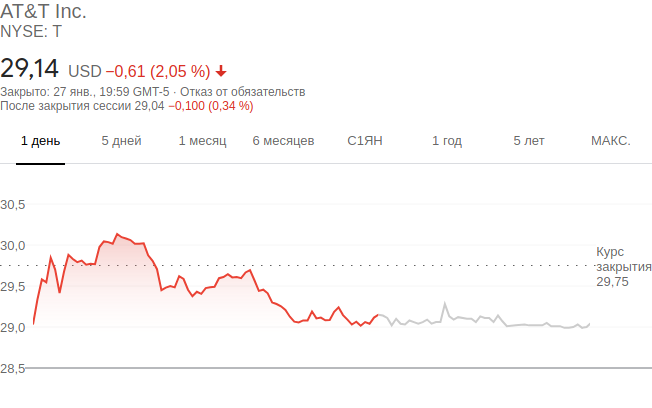 AT&T Inc.
NYSE: T
29,14 USD −0,61 (2,05 %)
Закрыто: 27 янв., 19:59 GMT-5 · Отказ от обязательств
После закрытия сессии 29,04 −0,100 (0,34 %)
1 день 5 дней 1 месяц 6 месяцев С1ЯН 1 год 5 лет МАКС.
30,5
30,0
29,5
29,0
28,5
Курс
закрытия
29,75